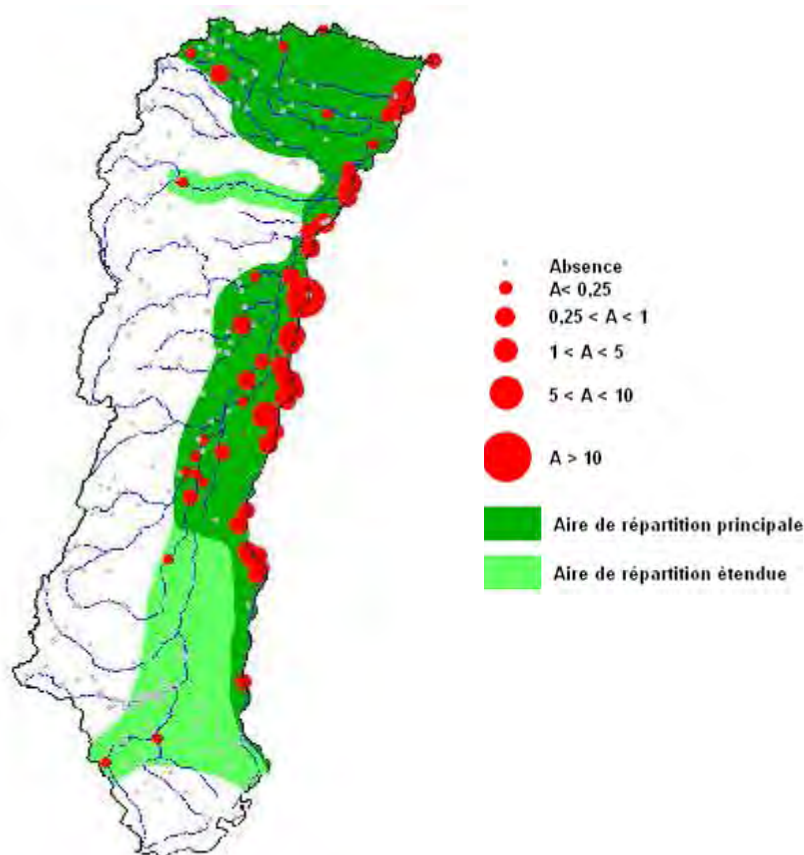 Absence
A< 0,25
0,25 < A < 1
1 < A < 5
5 < A < 10
A > 10
Aire de répartition principale
Aire de répartition étendue